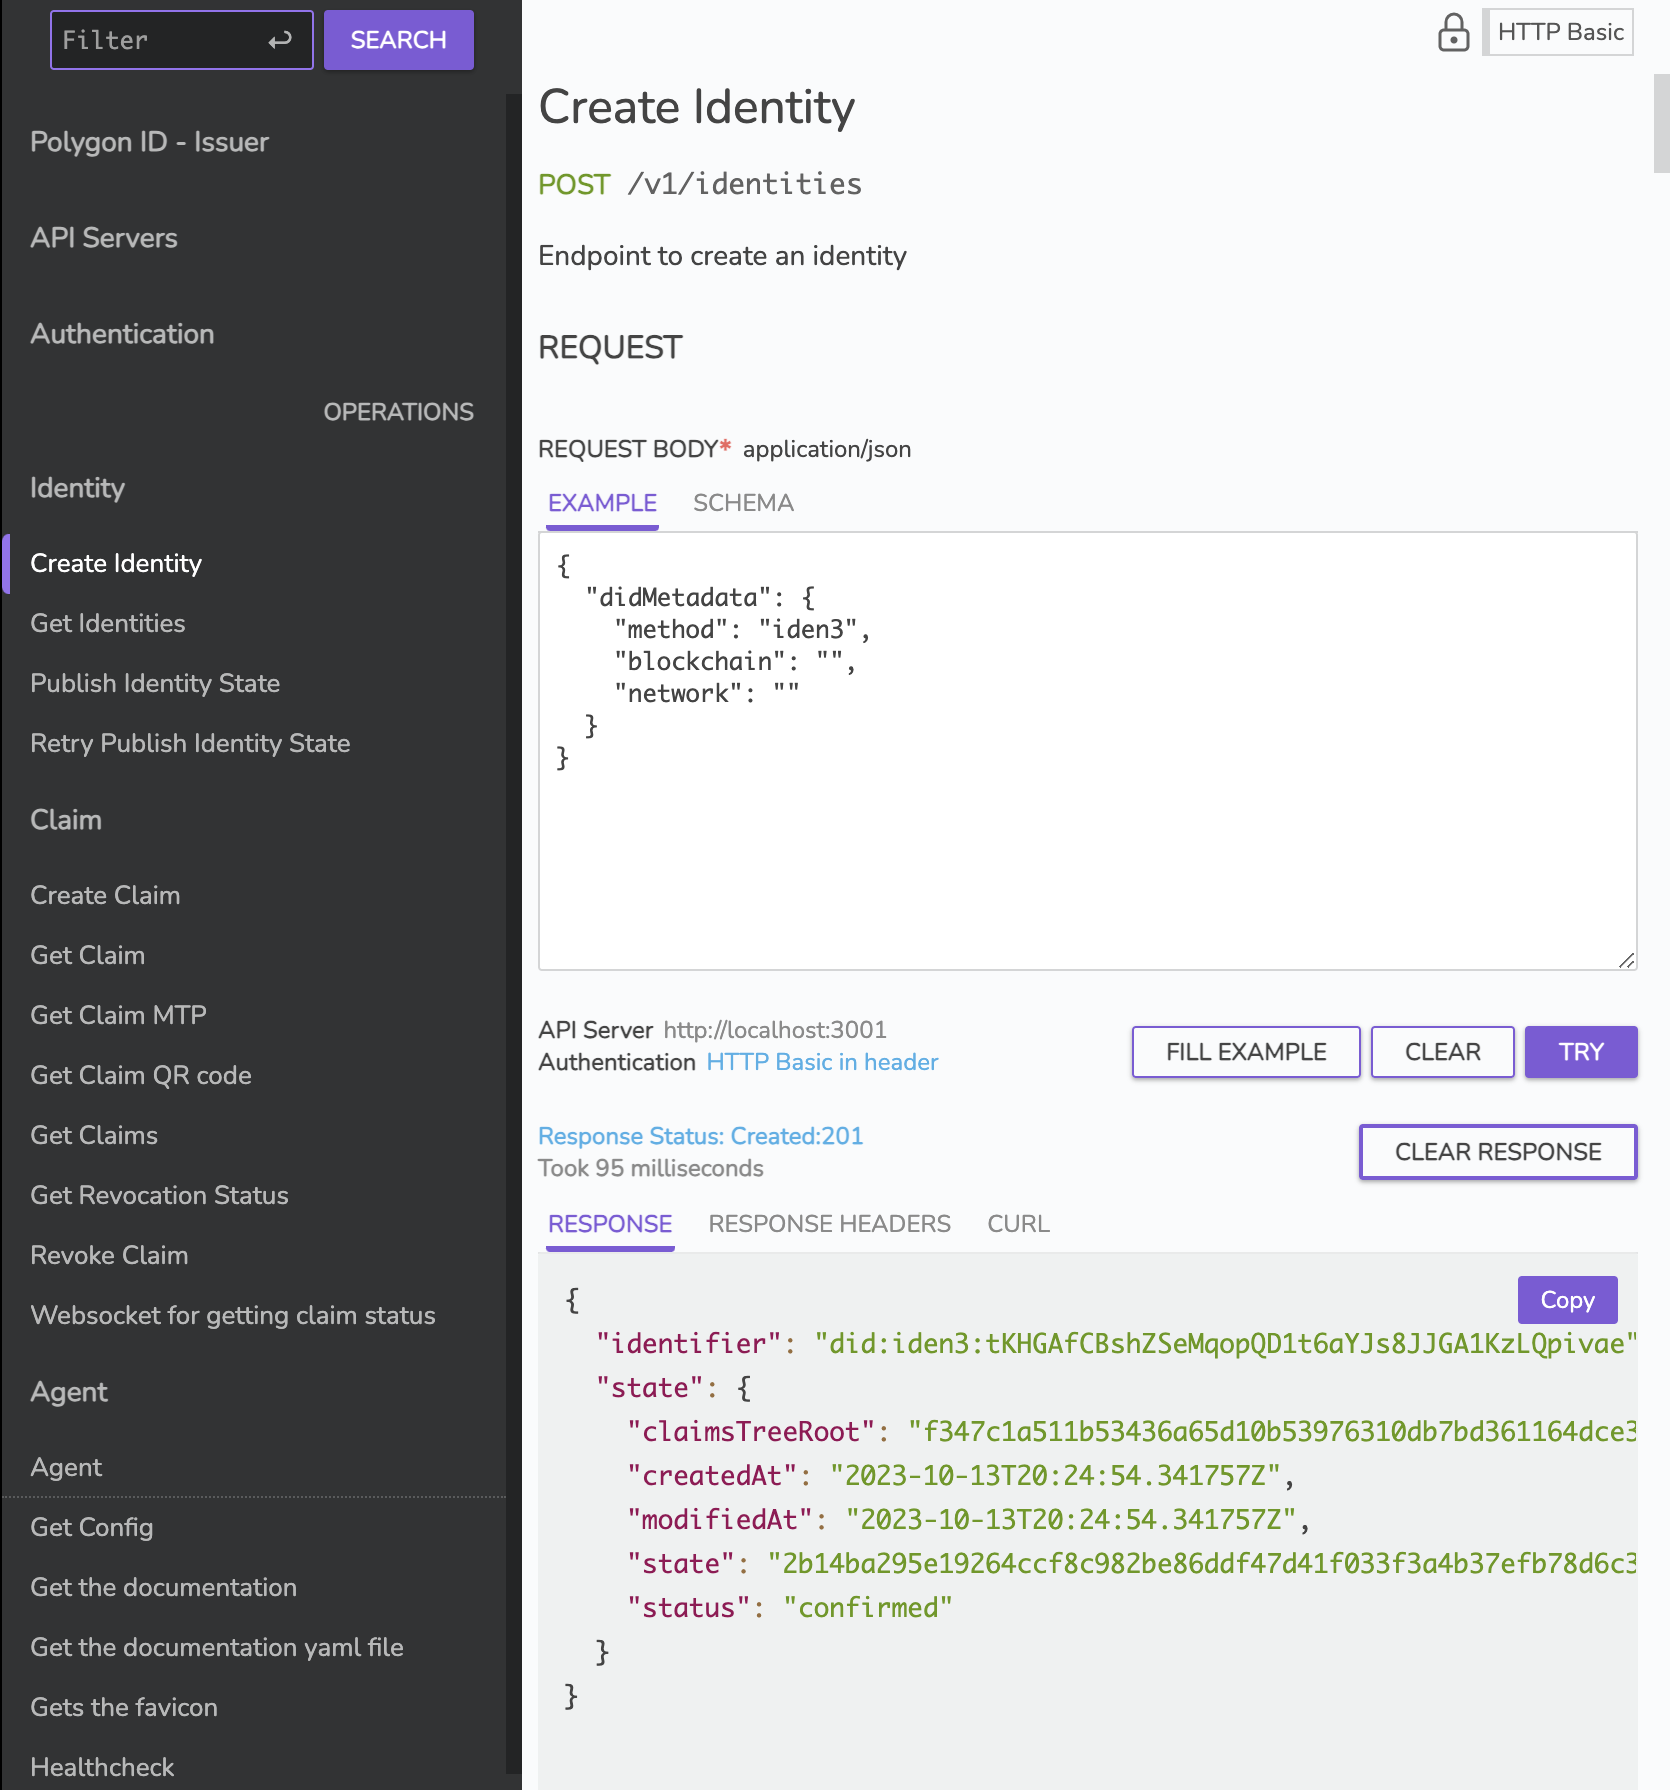 Filter
SEARCH
Polygon ID - Issuer
API Servers
Authentication
OPERATIONS
Identity
Create Identity
Get Identities
Publish Identity State
Retry Publish Identity State
Claim
Create Claim
Get Claim
Get Claim MTP
Get Claim QR code
Get Claims
Get Revocation Status
Revoke Claim
Websocket for getting claim status
Agent
Agent
Get Config
Get the documentation
Get the documentation yaml file
Gets the favicon
Healthcheck
HTTP Basic
Create Identity
POST /v1/identities
Endpoint to create an identity
REQUEST
REQUEST BODY* application/json
EXAMPLE SCHEMA
{
  "didMetadata": {
    "method": "iden3",
    "blockchain": "",
    "network": ""
  }
}
API Server http://localhost:3001
Authentication HTTP Basic in header
FILL EXAMPLE CLEAR TRY
Response Status: Created:201
Took 95 milliseconds
CLEAR RESPONSE
RESPONSE RESPONSE HEADERS CURL
Copy
{
  "identifier": "did:iden3:tKHGAfCBshZSeMqopQD1t6aYJs8JJGA1KzLQpivae"
  "state": {
    "claimsTreeRoot": "f347c1a511b53436a65d10b53976310db7bd361164dce3
    "createdAt": "2023-10-13T20:24:54.341757Z",
    "modifiedAt": "2023-10-13T20:24:54.341757Z",
    "state": "2b14ba295e19264ccf8c982be86ddf47d41f033f3a4b37efb78d6c3
    "status": "confirmed"
  }
}